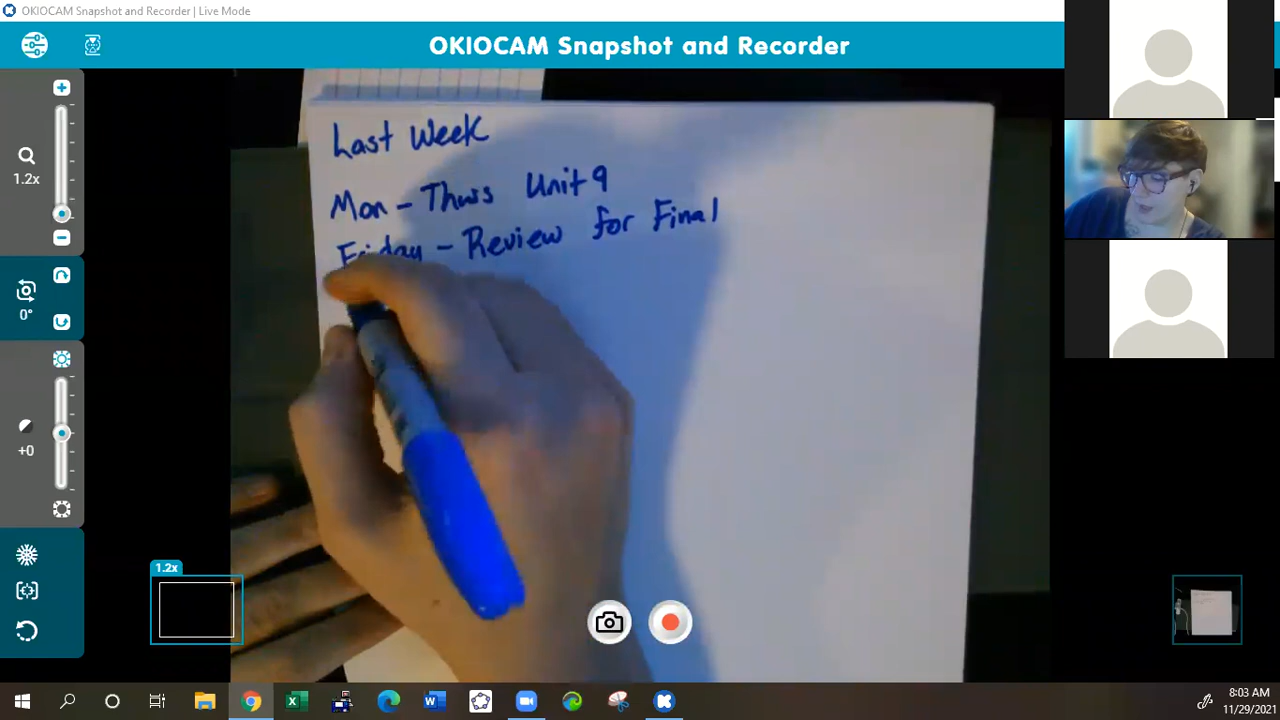 OKIOCAM Snapshot and Recorder | Live Mode
OKIOCAM Snapshot and Recorder
1.2x
0°
+0
1.2x
Last Week
Mon - Thurs Unit 9
Friday - Review for Final
8:03 AM
11/29/2021